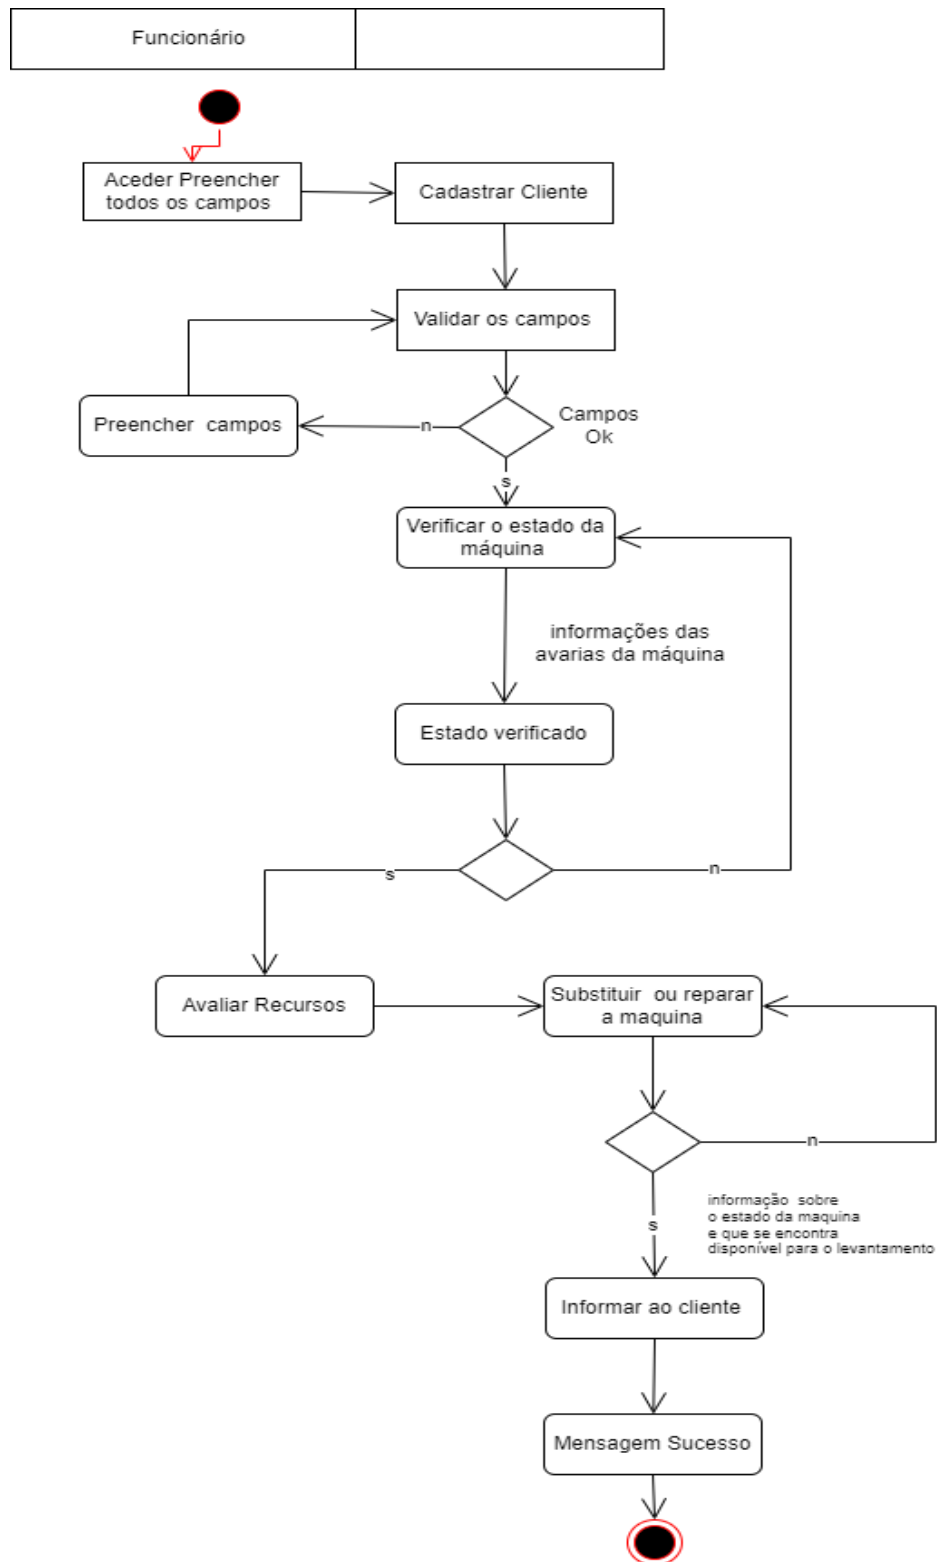 Funcionário
Aceder Preencher
todos os campos
Cadastrar Cliente
Validar os campos
Preencher campos
n
Campos
Ok
s
Verificar o estado da
máquina
informações das
avarias da máquina
Estado verificado
s
n
Avaliar Recursos
Substituir ou reparar
a maquina
n
s
informação sobre
o estado da maquina
e que se encontra
disponível para o levantamento
Informar ao cliente
Mensagem Sucesso